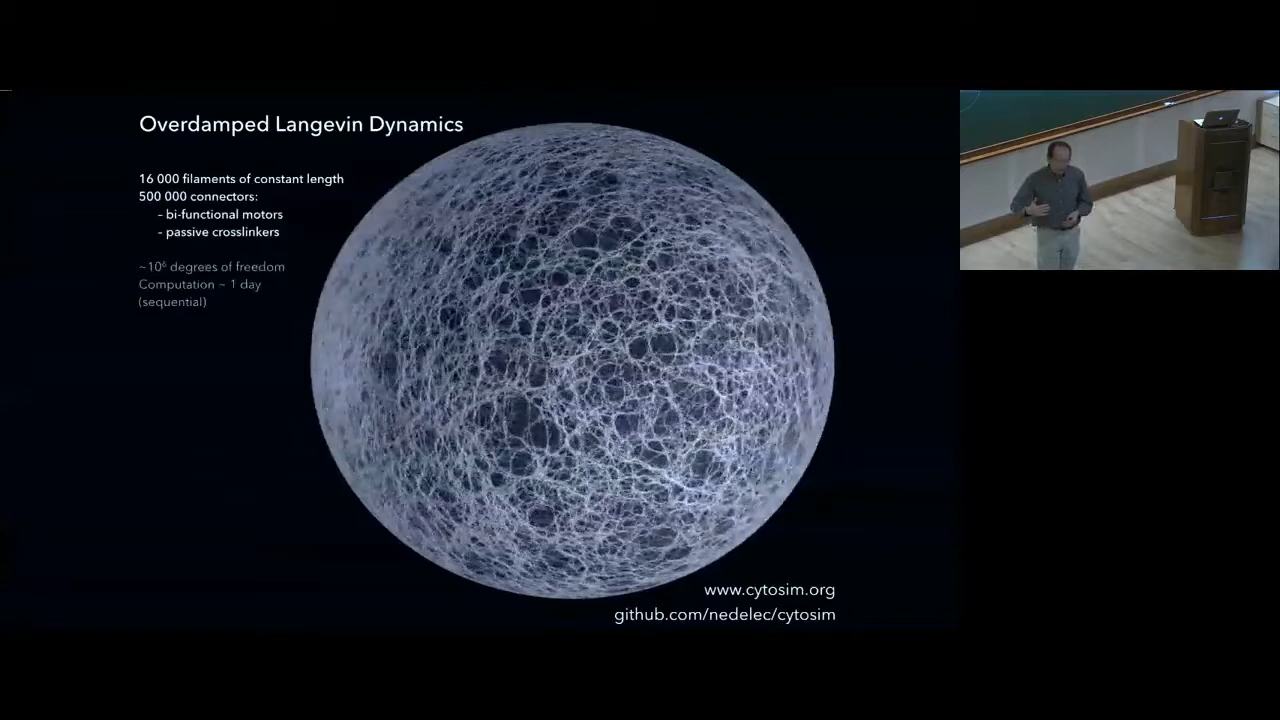 Overdamped Langevin Dynamics
16 000 filaments of constant length
500 000 connectors:
- bi-functional motors
- passive crosslinkers
~10⁶ degrees of freedom
Computation ~ 1 day
(sequential)
www.cytosim.org
github.com/nedelec/cytosim